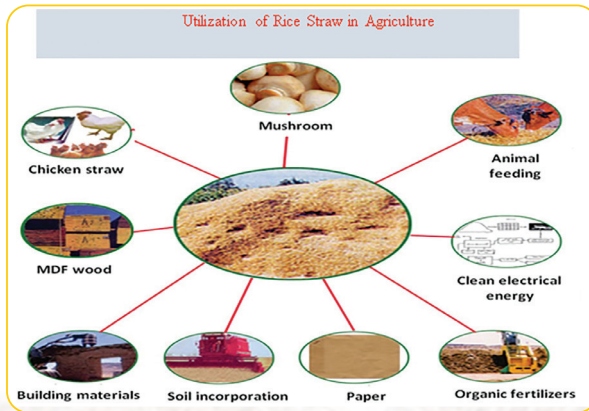 Utilization of Rice Straw in Agriculture
Mushroom
Chicken straw
Animal
feeding
MDF wood
Clean electrical
energy
Building materials
Soil incorporation
Paper
Organic fertilizers